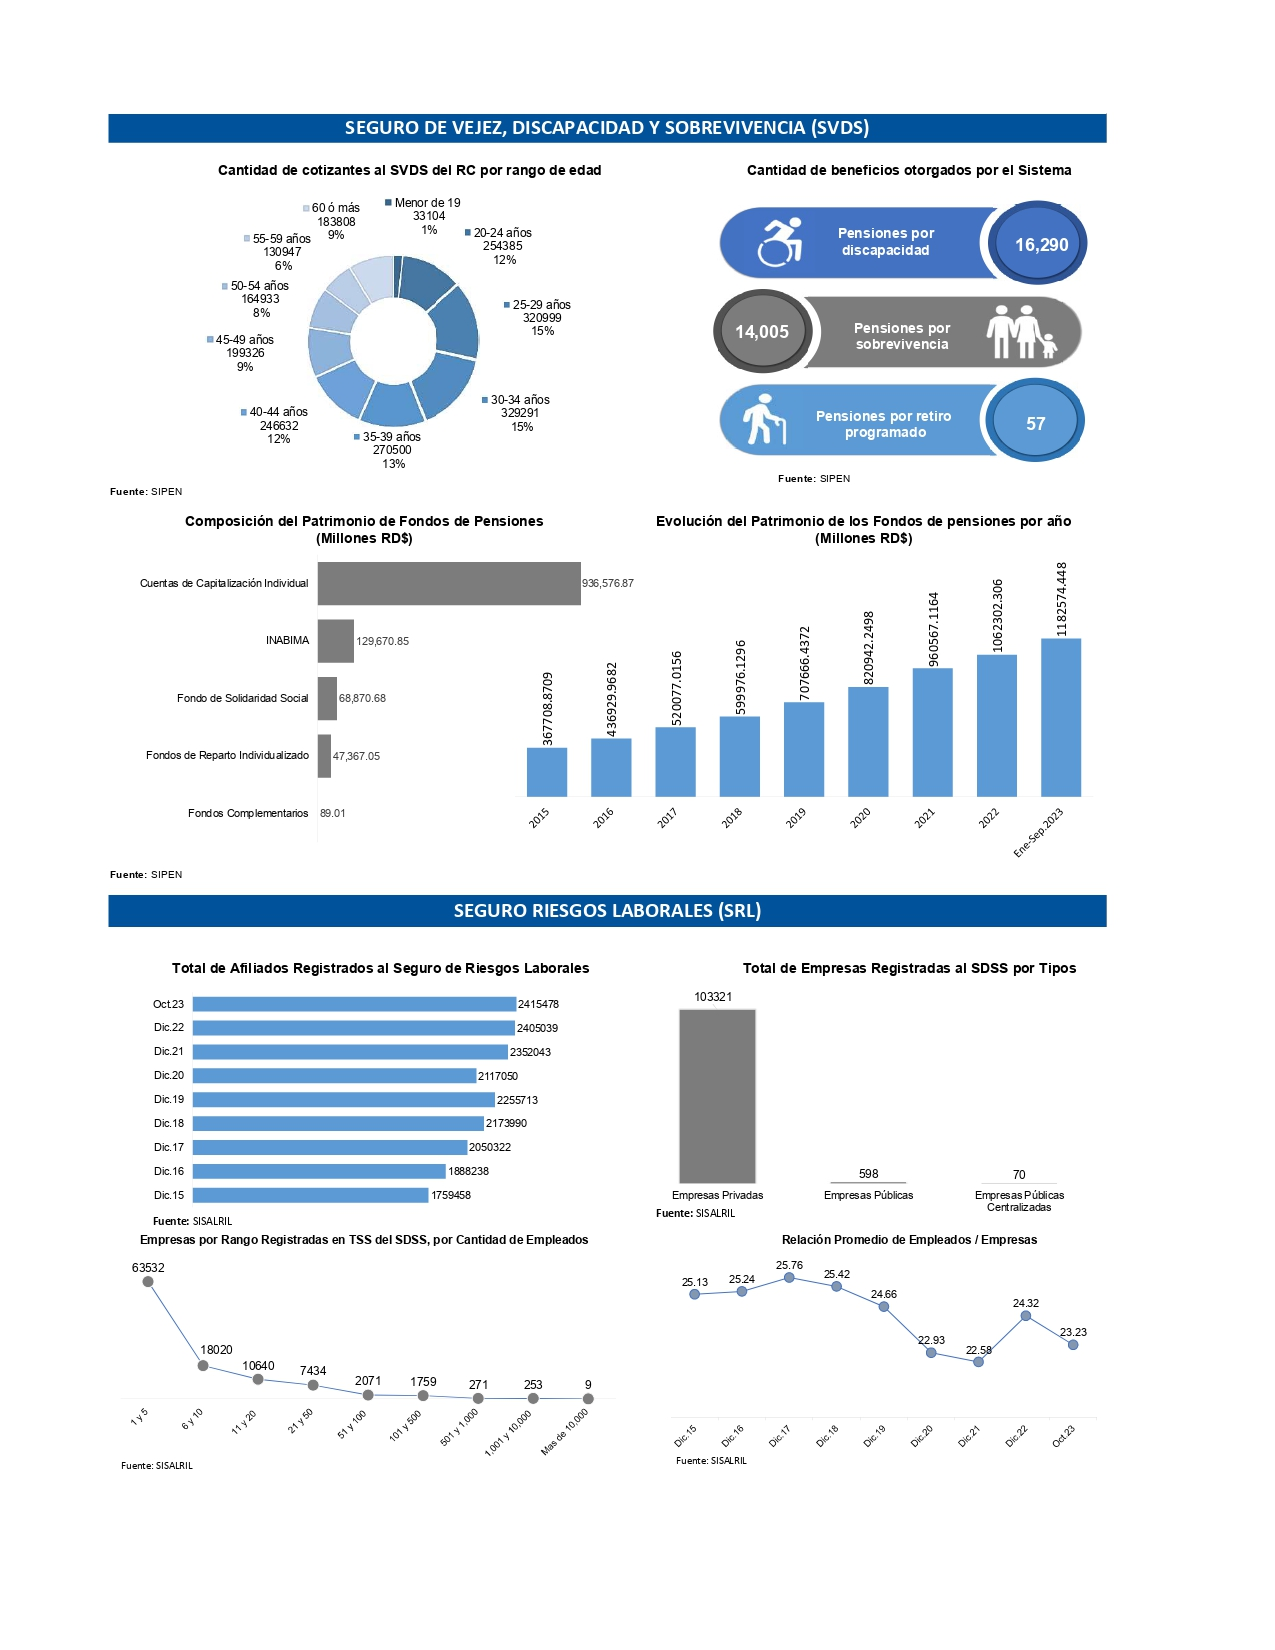 SEGURO DE VEJEZ, DISCAPACIDAD Y SOBREVIVENCIA (SVDS)
Cantidad de cotizantes al SVDS del RC por rango de edad
Menor de 19
33104
1%
20-24 años
254385
12%
25-29 años
320999
15%
30-34 años
329291
15%
35-39 años
270500
13%
40-44 años
246632
12%
45-49 años
199326
9%
50-54 años
164933
8%
55-59 años
130947
6%
60 ó más
183808
9%
Fuente: SIPEN
Cantidad de beneficios otorgados por el Sistema
Pensiones por
discapacidad
16,290
14,005
Pensiones por
sobrevivencia
Pensiones por retiro
programado
57
Fuente: SIPEN
Composición del Patrimonio de Fondos de Pensiones
(Millones RD$)
Cuentas de Capitalización Individual
936,576.87
INABIMA
129,670.85
Fondo de Solidaridad Social
68,870.68
Fondos de Reparto Individualizado
47,367.05
Fondos Complementarios
89.01
Fuente: SIPEN
Evolución del Patrimonio de los Fondos de pensiones por año
(Millones RD$)
367708.8709
436929.9682
520077.0156
599976.1296
707666.4372
820942.2498
960567.1164
1062302.306
1182574.448
2015
2016
2017
2018
2019
2020
2021
2022
Ene-Sep.2023
SEGURO RIESGOS LABORALES (SRL)
Total de Afiliados Registrados al Seguro de Riesgos Laborales
Oct.23
2415478
Dic.22
2405039
Dic.21
2352043
Dic.20
2117050
Dic.19
2255713
Dic.18
2173990
Dic.17
2050322
Dic.16
1888238
Dic.15
1759458
Fuente: SISALRIL
Total de Empresas Registradas al SDSS por Tipos
103321
598
70
Empresas Privadas
Empresas Públicas
Empresas Públicas
Centralizadas
Fuente: SISALRIL
Empresas por Rango Registradas en TSS del SDSS, por Cantidad de Empleados
63532
18020
10640
7434
2071
1759
271
253
9
1 y 5
6 y 10
11 y 20
21 y 50
51 y 100
101 y 500
501 y 1,000
1,001 y 10,000
Mas de 10,000
Fuente: SISALRIL
Relación Promedio de Empleados / Empresas
25.13
25.24
25.76
25.42
24.66
22.93
22.58
24.32
23.23
Dic.15
Dic.16
Dic.17
Dic.18
Dic.19
Dic.20
Dic.21
Dic.22
Oct.23
Fuente: SISALRIL